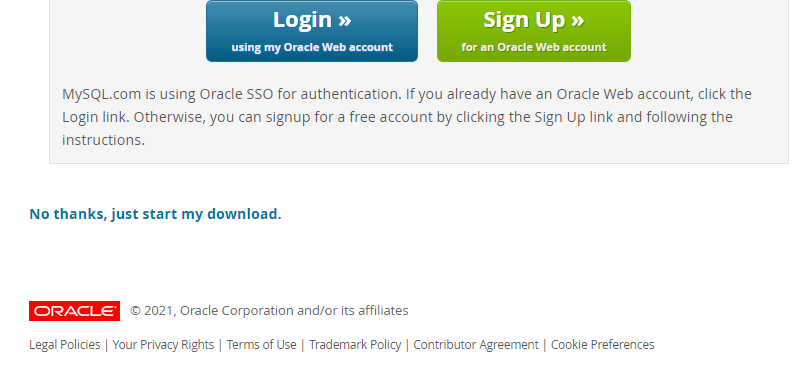 Login »
using my Oracle Web account
Sign Up »
for an Oracle Web account
MySQL.com is using Oracle SSO for authentication. If you already have an Oracle Web account, click the
Login link. Otherwise, you can signup for a free account by clicking the Sign Up link and following the
instructions.
No thanks, just start my download.
ORACLE © 2021, Oracle Corporation and/or its affiliates
Legal Policies | Your Privacy Rights | Terms of Use | Trademark Policy | Contributor Agreement | Cookie Preferences